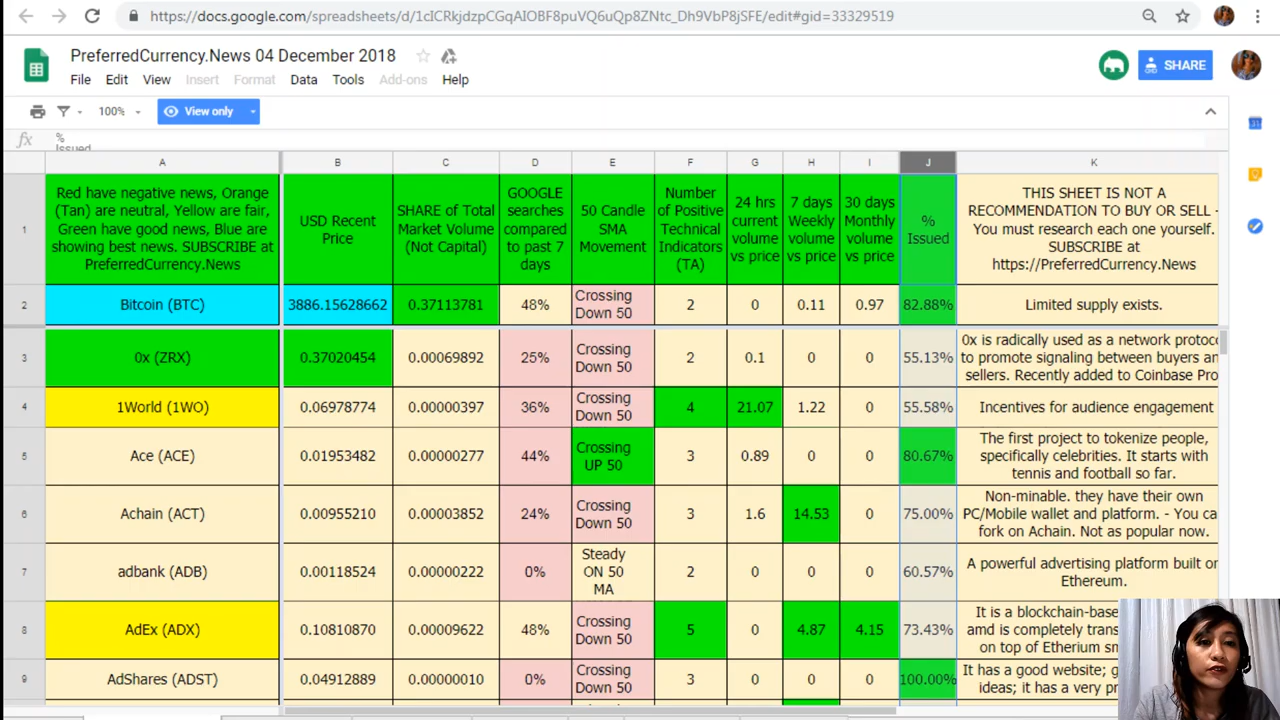 https://docs.google.com/spreadsheets/d/1cICRkjdzpCGqAIOBF8puVQ6uQp8ZNtc_Dh9VbP8jSFE/edit#gid=33329519
PreferredCurrency.News 04 December 2018
File Edit View Insert Format Data Tools Add-ons Help
SHARE
100% View only
fx %
Issued
A B C D E F G H I J K
1
Red have negative news, Orange
(Tan) are neutral, Yellow are fair,
Green have good news, Blue are
showing best news. SUBSCRIBE at
PreferredCurrency.News
USD Recent
Price
SHARE of Total
Market Volume
(Not Capital)
GOOGLE
searches
compared
to past 7
days
50 Candle
SMA
Movement
Number
of Positive
Technical
Indicators
(TA)
24 hrs
current
volume
vs price
7 days
Weekly
volume
vs price
30 days
Monthly
volume
vs price
%
Issued
THIS SHEET IS NOT A
RECOMMENDATION TO BUY OR SELL -
You must research each one yourself.
SUBSCRIBE at
https://PreferredCurrency.News
2 Bitcoin (BTC) 3886.15628662 0.37113781 48% Crossing
Down 50 2 0 0.11 0.97 82.88% Limited supply exists.
3 0x (ZRX) 0.37020454 0.00069892 25% Crossing
Down 50 2 0.1 0 0 55.13%
0x is radically used as a network protoco
to promote signaling between buyers an
sellers. Recently added to Coinbase Pro
4 1World (1WO) 0.06978774 0.00000397 36% Crossing
Down 50 4 21.07 1.22 0 55.58% Incentives for audience engagement
5 Ace (ACE) 0.01953482 0.00000277 44% Crossing
UP 50 3 0.89 0 0 80.67%
The first project to tokenize people,
specifically celebrities. It starts with
tennis and football so far.
6 Achain (ACT) 0.00955210 0.00003852 24% Crossing
Down 50 3 1.6 14.53 0 75.00%
Non-minable. they have their own
PC/Mobile wallet and platform. - You ca
fork on Achain. Not as popular now.
7 adbank (ADB) 0.00118524 0.00000222 0% Steady
ON 50
MA 2 0 0 0 60.57%
A powerful advertising platform built on
Ethereum.
8 AdEx (ADX) 0.10810870 0.00009622 48% Crossing
Down 50 5 0 4.87 4.15 73.43%
It is a blockchain-base
amd is completely trans
on top of Etherium sm
9 AdShares (ADST) 0.04912889 0.00000010 0% Crossing
Down 50 3 0 0 0 100.00%
It has a good website; g
ideas; it has a very pr